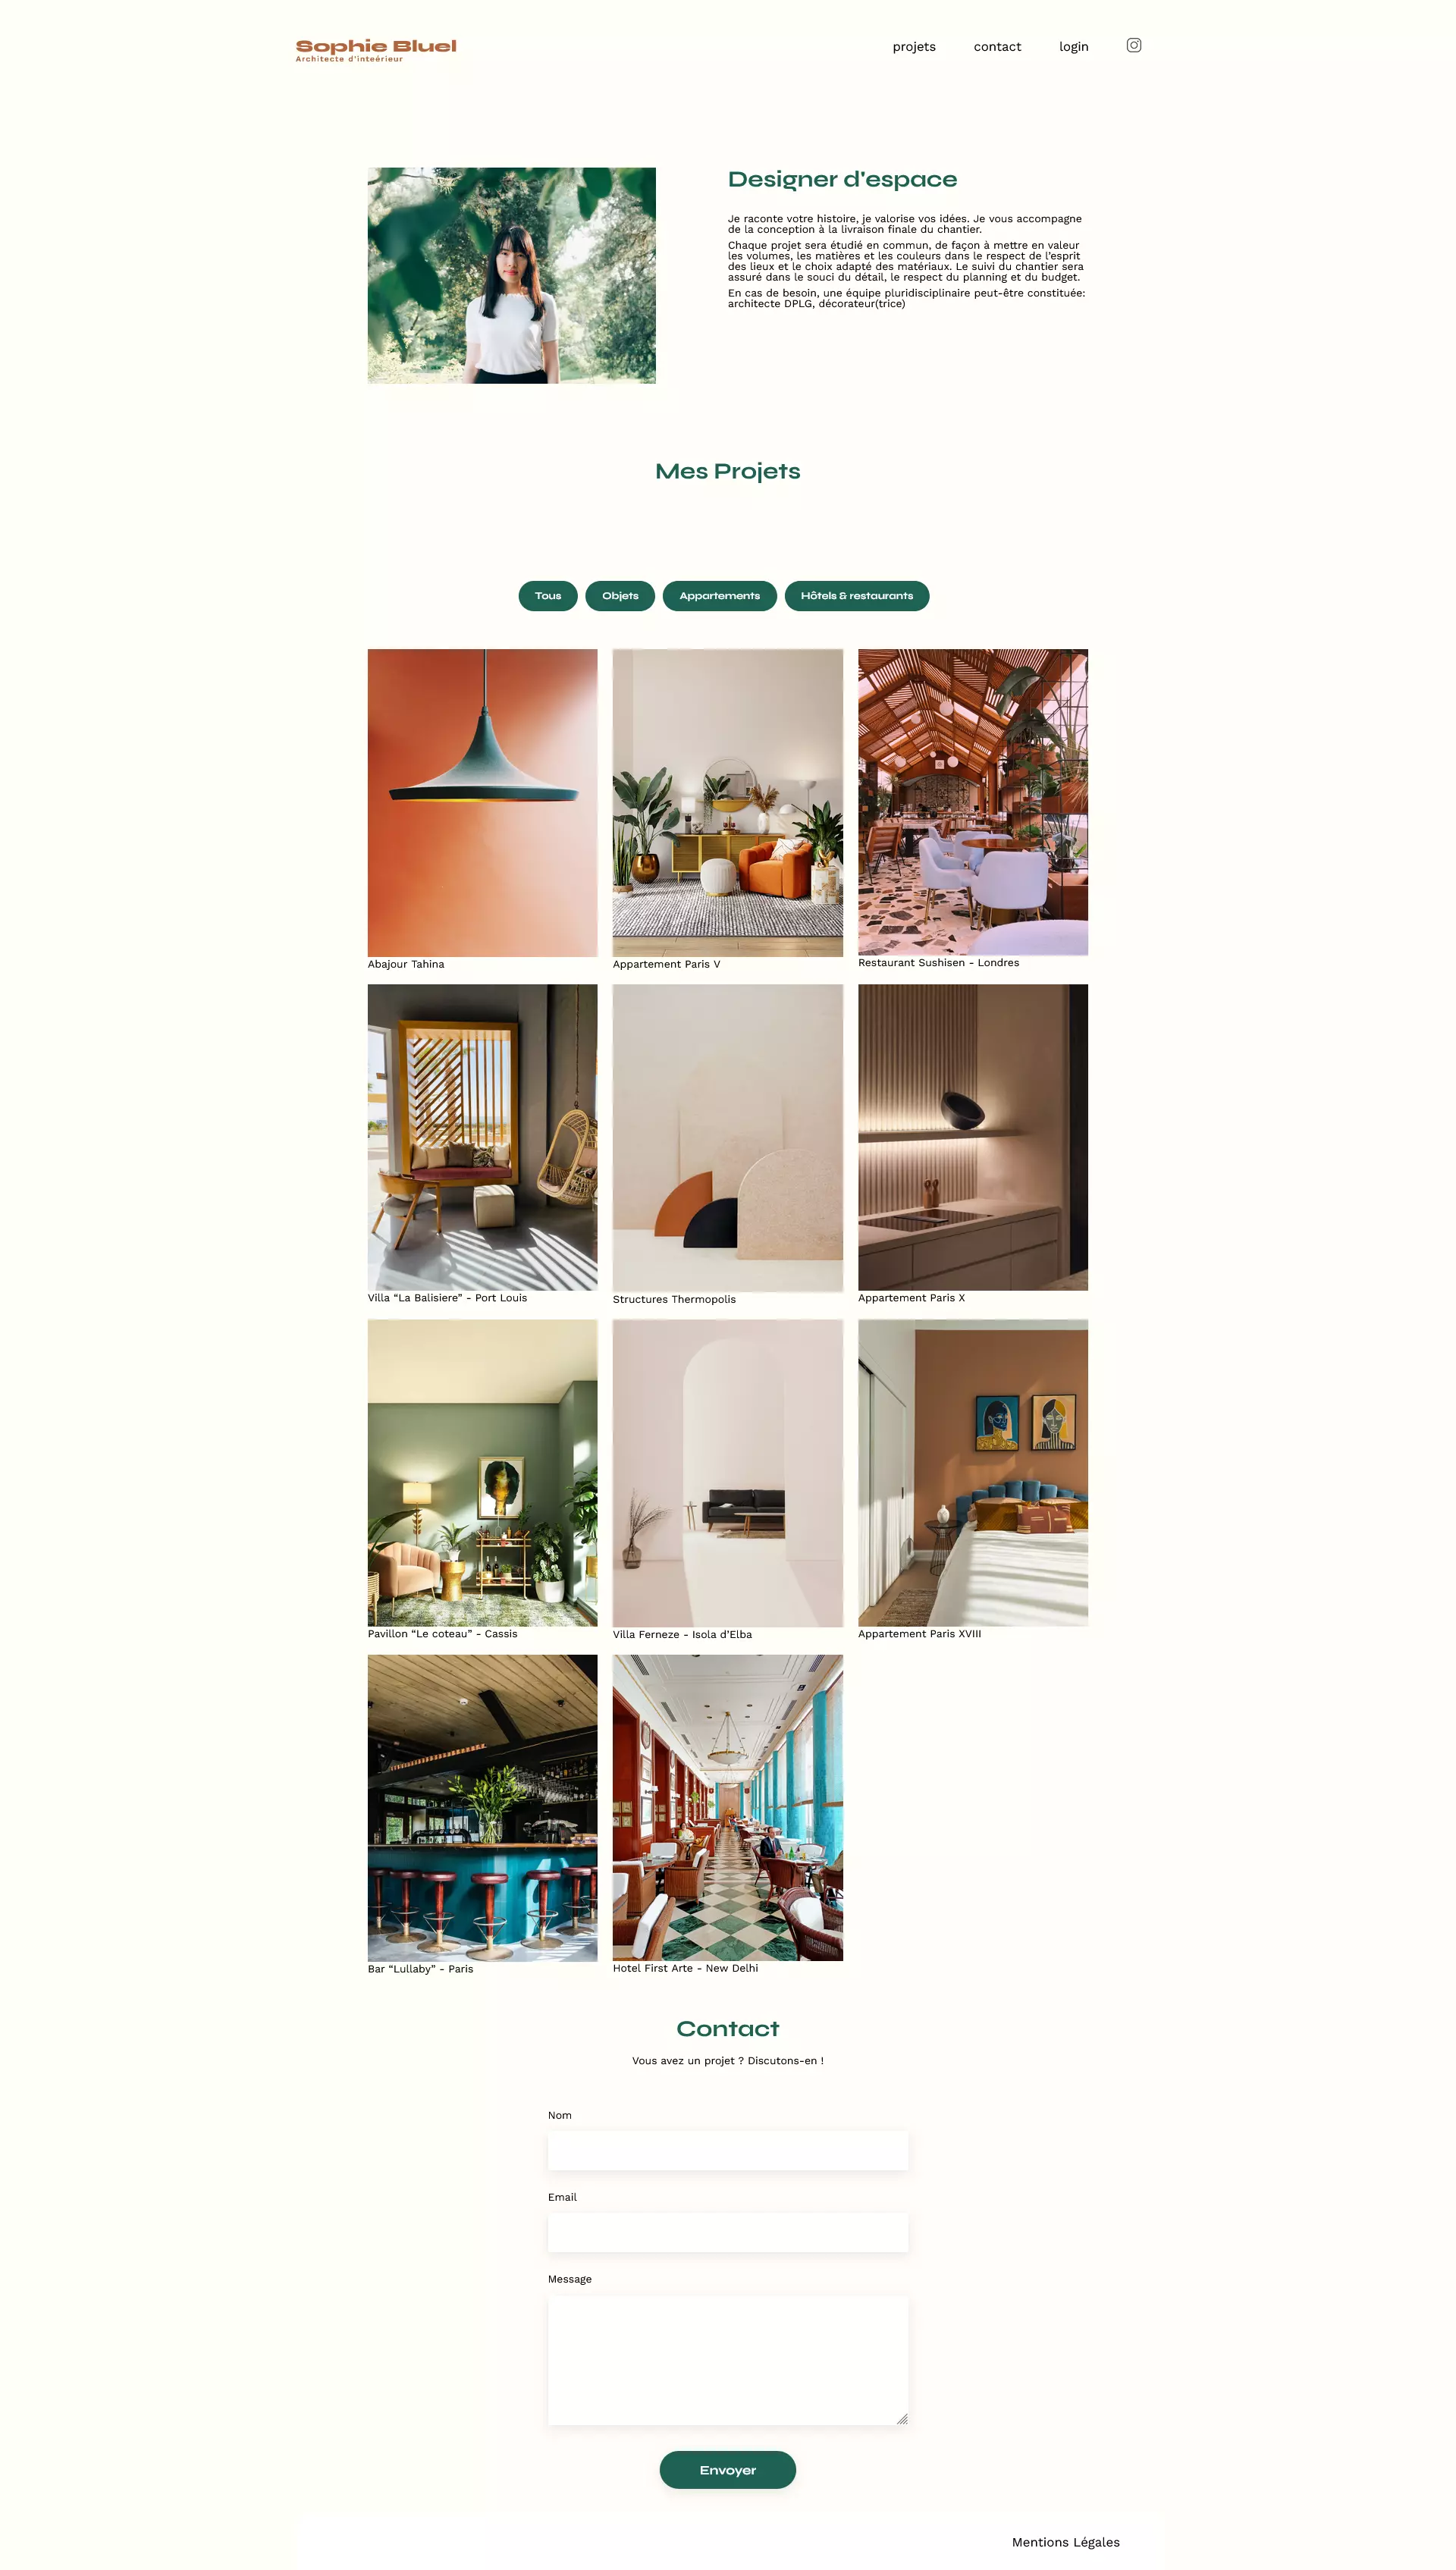 Sophie Bluel
Architecte d'inteérieur
projets
contact
login
Designer d'espace
Je raconte votre histoire, je valorise vos idées. Je vous accompagne
de la conception à la livraison finale du chantier.
Chaque projet sera étudié en commun, de façon à mettre en valeur
les volumes, les matières et les couleurs dans le respect de l'esprit
des lieux et le choix adapté des matériaux. Le suivi du chantier sera
assuré dans le souci du détail, le respect du planning et du budget.
En cas de besoin, une équipe pluridisciplinaire peut-être constituée:
architecte DPLG, décorateur(trice)
Mes Projets
Tous
Objets
Appartements
Hôtels & restaurants
Abajour Tahina
Appartement Paris V
Restaurant Sushisen - Londres
Villa “La Balisiere” - Port Louis
Structures Thermopolis
Appartement Paris X
Pavillon “Le coteau” - Cassis
Villa Ferneze - Isola d’Elba
Appartement Paris XVIII
Bar “Lullaby” - Paris
Hotel First Arte - New Delhi
Contact
Vous avez un projet ? Discutons-en !
Nom
Email
Message
Envoyer
Mentions Légales